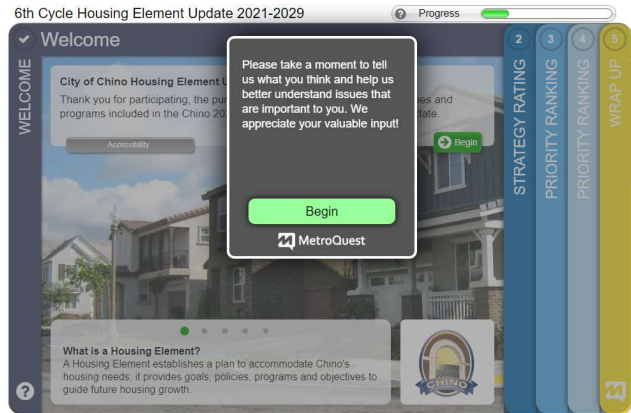 6th Cycle Housing Element Update 2021-2029
? Progress
Welcome
WELCOME
City of Chino Housing Element U
Thank you for participating, the pur
es and
programs included in the Chino 20
date.
Accessibility
Begin
Please take a moment to tell
us what you think and help us
better understand issues that
are important to you. We
appreciate your valuable input!
Begin
MetroQuest
2
STRATEGY RATING
3
PRIORITY RANKING
4
PRIORITY RANKING
5
WRAP UP
What is a Housing Element?
A Housing Element establishes a plan to accommodate Chino's
housing needs, it provides goals, policies, programs and objectives to
guide future housing growth.
CHINO
?